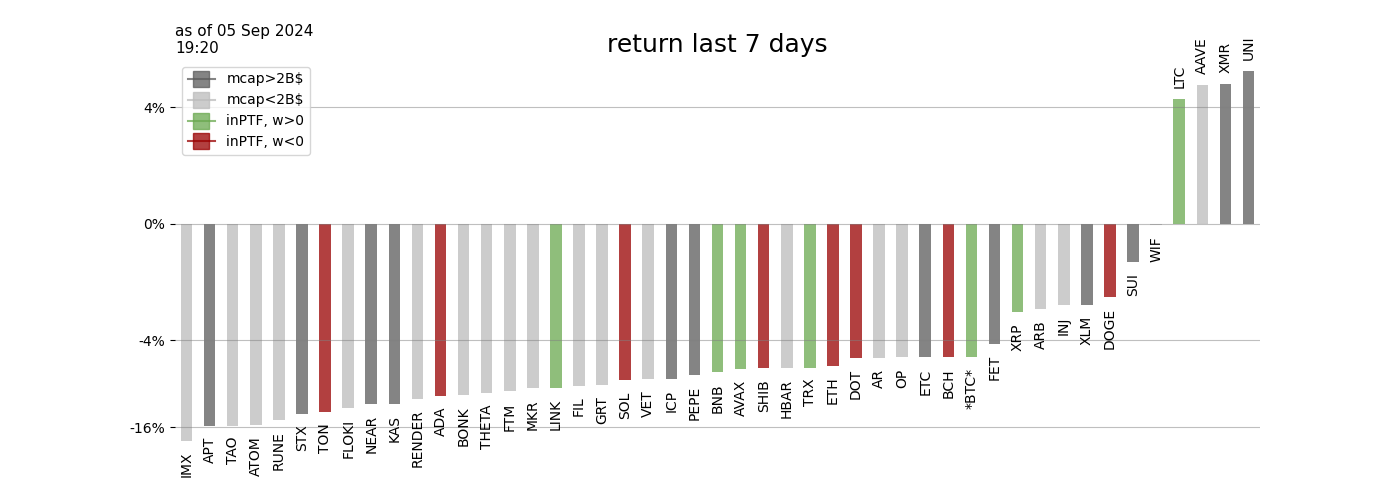 as of 05 Sep 2024
19:20
return last 7 days
mcap>2B$
mcap<2B$
inPTF, w>0
inPTF, w<0
4%
0%
-4%
-16%
IMX
APT
TAO
ATOM
RUNE
STX
TON
FLOKI
NEAR
KAS
RENDER
ADA
BONK
THETA
FTM
MKR
LINK
FIL
GRT
SOL
VET
ICP
PEPE
BNB
AVAX
SHIB
HBAR
TRX
ETH
DOT
AR
OP
ETC
BCH
*BTC*
FET
XRP
ARB
INJ
XLM
DOGE
SUI
WIF
LTC
AAVE
XMR
UNI